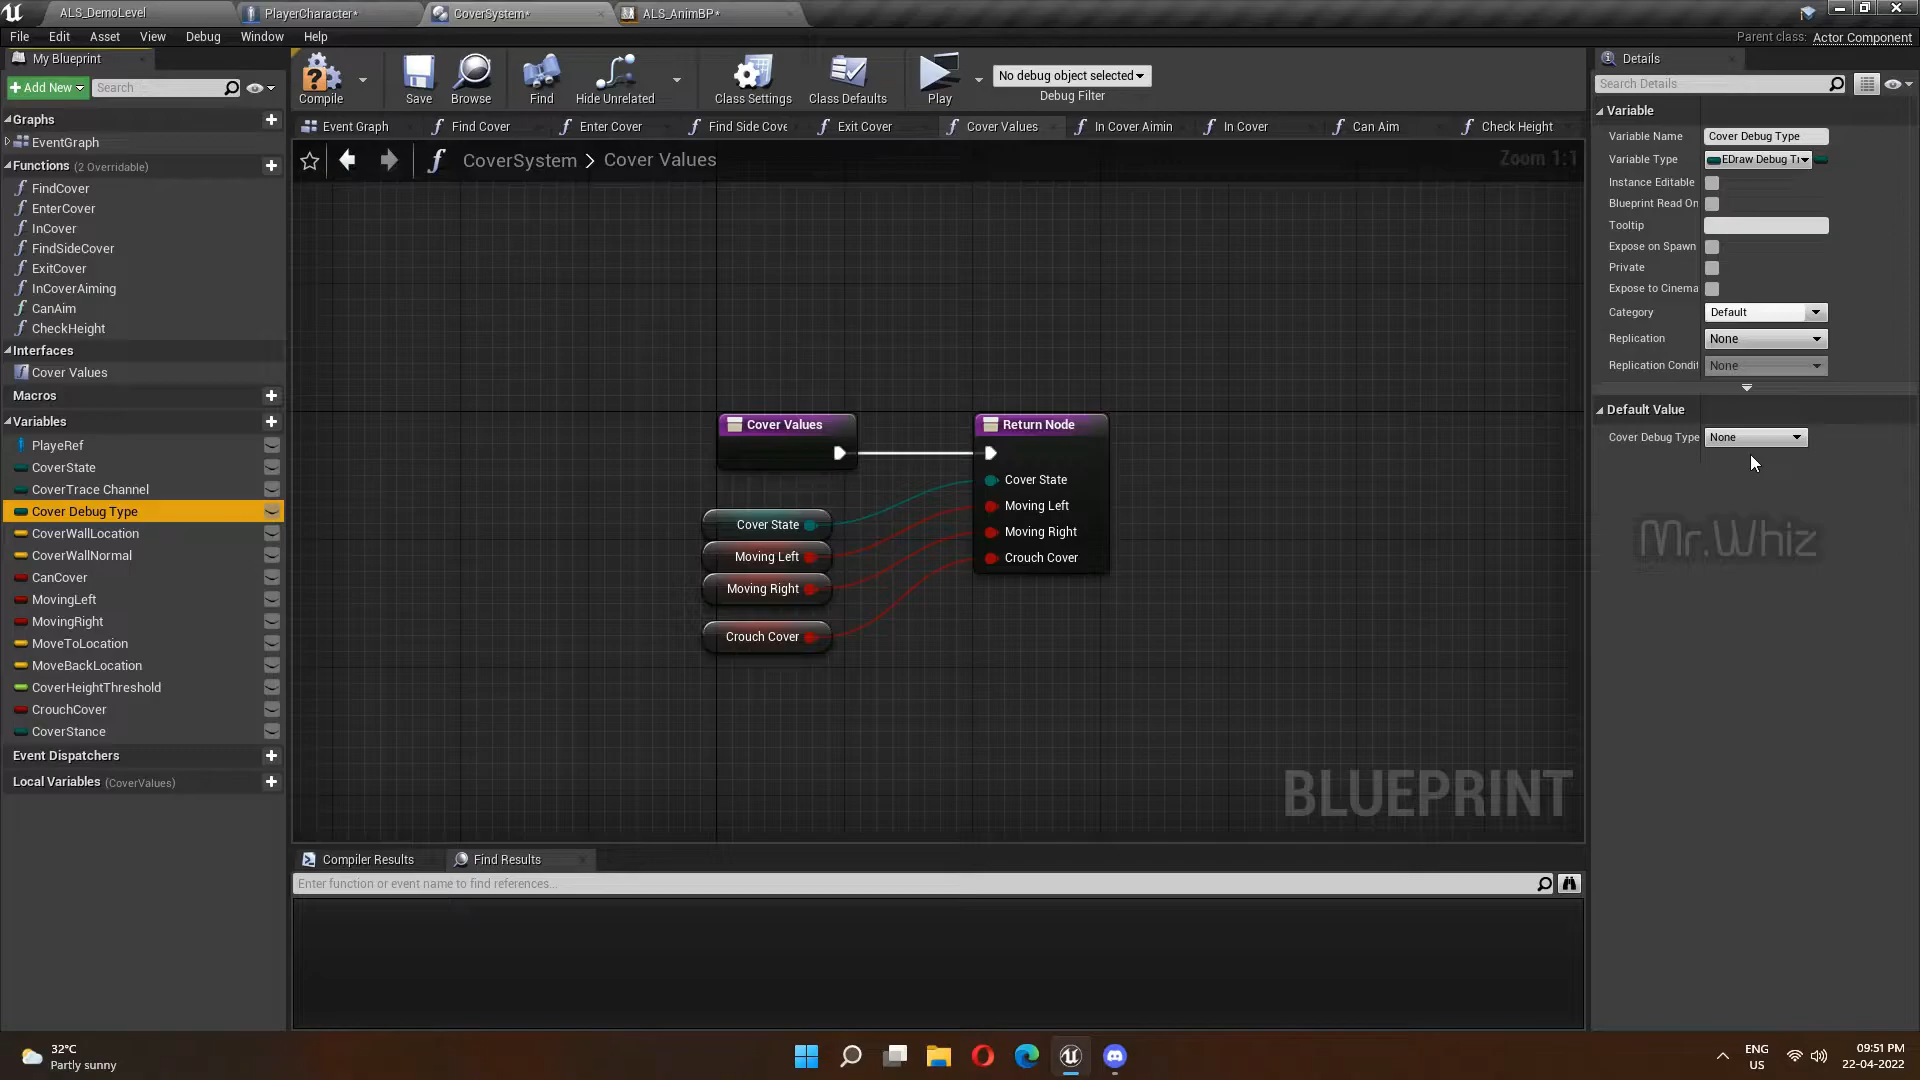 ALS_DemoLevel
PlayerCharacter*
CoverSystem*
ALS_AnimBP*
File Edit Asset View Debug Window Help
Parent class: Actor Component
My Blueprint
Add New
Search
Compile
Save
Browse
Find
Hide Unrelated
Class Settings
Class Defaults
Play
No debug object selected
Debug Filter
Graphs
EventGraph
Functions (2 Overridable)
FindCover
EnterCover
InCover
FindSideCover
ExitCover
InCoverAiming
CanAim
CheckHeight
Interfaces
Cover Values
Macros
Variables
PlayeRef
CoverState
CoverTrace Channel
Cover Debug Type
CoverWallLocation
CoverWallNormal
CanCover
MovingLeft
MovingRight
MoveToLocation
MoveBackLocation
CoverHeightThreshold
CrouchCover
CoverStance
Event Dispatchers
Local Variables (CoverValues)
Event Graph
Find Cover
Enter Cover
Find Side Cove
Exit Cover
Cover Values
In Cover Aimin
In Cover
Can Aim
Check Height
CoverSystem > Cover Values
Zoom 1:1
Cover Values
Return Node
Cover State
Moving Left
Moving Right
Crouch Cover
Cover State
Moving Left
Moving Right
Crouch Cover
BLUEPRINT
Compiler Results
Find Results
Enter function or event name to find references...
Details
Search Details
Variable
Variable Name Cover Debug Type
Variable Type EDraw Debug Tr
Instance Editable
Blueprint Read On
Tooltip
Expose on Spawn
Private
Expose to Cinema
Category Default
Replication None
Replication Condit None
Default Value
Cover Debug Type None
Mr.Whiz
32°C
Partly sunny
ENG
US
09:51 PM
22-04-2022